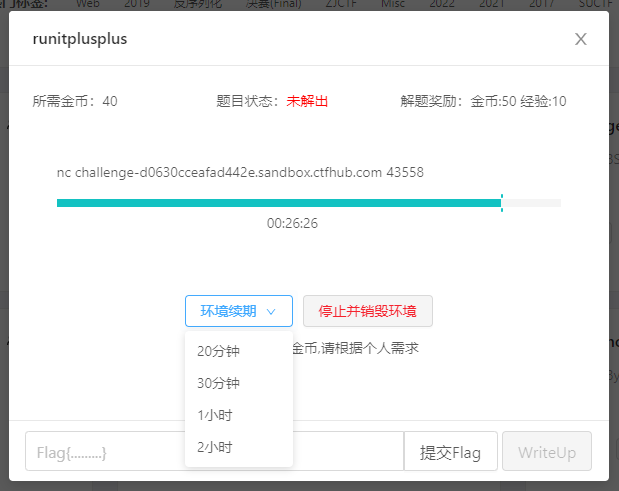 Web 2019 反序列化 决赛(Final) ZJCTF Misc 2022 2021 2017 SUCTF
runitplusplus
所需金币：40 题目状态：未解出 解题奖励：金币:50 经验:10
nc challenge-d0630cceafad442e.sandbox.ctfhub.com 43558
00:26:26
环境续期 停止并销毁环境
金币,请根据个人需求
20分钟
30分钟
1小时
2小时
Flag{.........} 提交Flag WriteUp